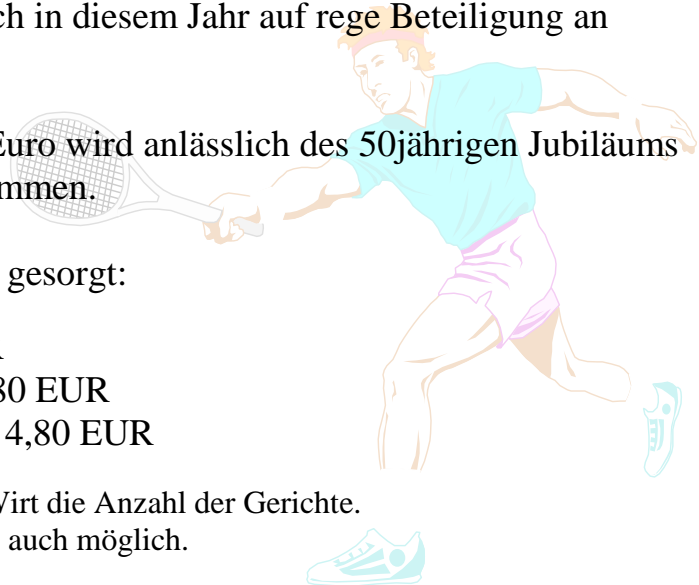 ch in diesem Jahr auf rege Beteiligung an
Euro wird anlässlich des 50jährigen Jubiläums
mmen.
gesorgt:
R
80 EUR
4,80 EUR
Wirt die Anzahl der Gerichte.
auch möglich.